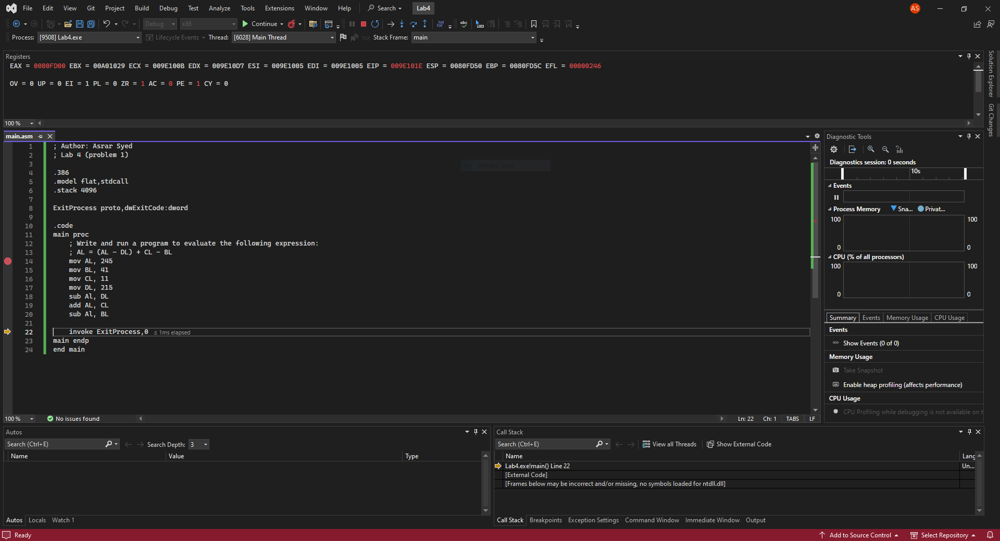 File Edit View Git Project Build Debug Test Analyze Tools Extensions Window Help Search Lab4 AS
Debug x86 Continue abc
Process: [9508] Lab4.exe Lifecycle Events Thread: [6028] Main Thread Stack Frame: main
Registers
EAX = 0080FD00 EBX = 00A01029 ECX = 009E100B EDX = 009E10D7 ESI = 009E1005 EDI = 009E1005 EIP = 009E101E ESP = 0080FD50 EBP = 0080FD5C EFL = 00000246
OV = 0 UP = 0 EI = 1 PL = 0 ZR = 1 AC = 0 PE = 1 CY = 0
100 %
Solution Explorer
Git Changes
main.asm
1 ; Author: Asrar Syed
2 ; Lab 4 (problem 1)
3
4 .386
5 .model flat,stdcall
6 .stack 4096
7
8 ExitProcess proto,dwExitCode:dword
9
10 .code
11 main proc
12 ; Write and run a program to evaluate the following expression:
13 ; AL = (AL - DL) + CL - BL
14 mov AL, 245
15 mov BL, 41
16 mov CL, 11
17 mov DL, 215
18 sub Al, DL
19 add AL, CL
20 sub Al, BL
21
22 invoke ExitProcess,0 ≤ 1ms elapsed
23 main endp
24 end main
Window Snip
100 % No issues found Ln: 22 Ch: 1 TABS LF
Diagnostic Tools
Diagnostics session: 0 seconds
10s
Events
Process Memory Sna... Privat...
100 100
0 0
CPU (% of all processors)
100 100
0 0
Summary Events Memory Usage CPU Usage
Events
Show Events (0 of 0)
Memory Usage
Take Snapshot
Enable heap profiling (affects performance)
CPU Usage
CPU Profiling while debugging is not available on t
Autos
Search (Ctrl+E) Search Depth: 3
Name Value Type
Autos Locals Watch 1
Call Stack
Search (Ctrl+E) View all Threads Show External Code
Name Lang
Lab4.exe!main() Line 22 Un...
[External Code]
[Frames below may be incorrect and/or missing, no symbols loaded for ntdll.dll]
Call Stack Breakpoints Exception Settings Command Window Immediate Window Output
Ready Add to Source Control Select Repository